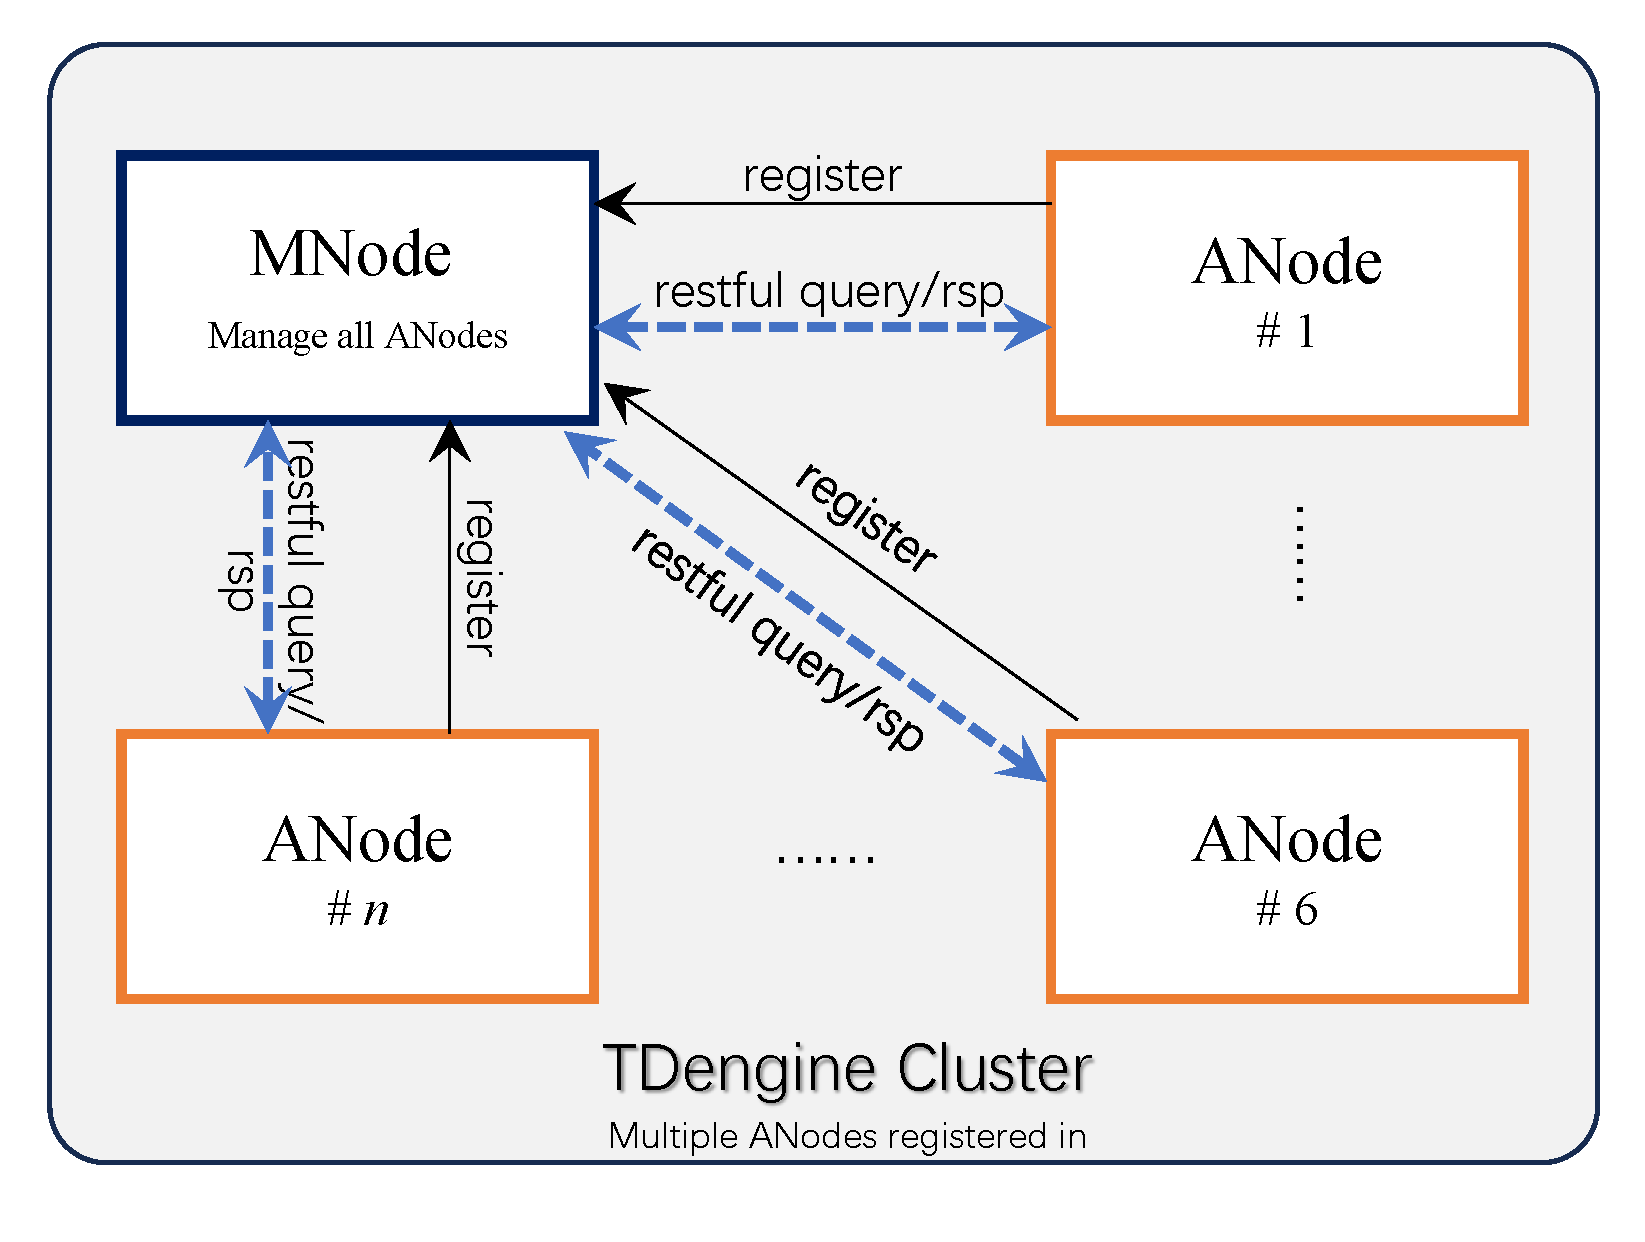 register
MNode
Manage all ANodes
restful query/rsp
ANode
# 1
restful query/
rsp
register
register
restful query/rsp
……
ANode
# n
……
ANode
# 6
TDengine Cluster
Multiple ANodes registered in